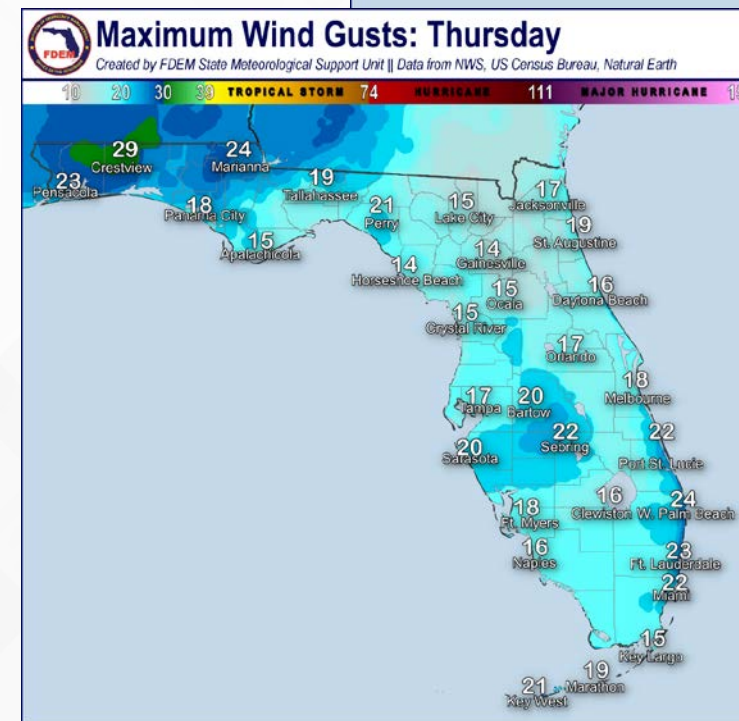 FDEM
Maximum Wind Gusts: Thursday
Created by FDEM State Meteorological Support Unit || Data from NWS, US Census Bureau, Natural Earth
10 20 30 39 TROPICAL STORM 74 HURRICANE 111 MAJOR HURRICANE
29
Crestview
24
Marianna
23
Pensacola
19
Tallahassee
18
Panama City
21
Perry
15
Lake City
17
Jacksonville
19
St. Augustine
15
Apalachicola
14
Gainesville
14
Horseshoe Beach
15
Ocala
16
Daytona Beach
15
Crystal River
17
Orlando
18
Melbourne
17
Tampa
20
Bartow
20
Sarasota
22
Sebring
22
Port St. Lucie
18
Ft. Myers
16
Clewiston
24
W. Palm Beach
16
Naples
23
Ft. Lauderdale
22
Miami
15
Key Largo
19
Marathon
21
Key West